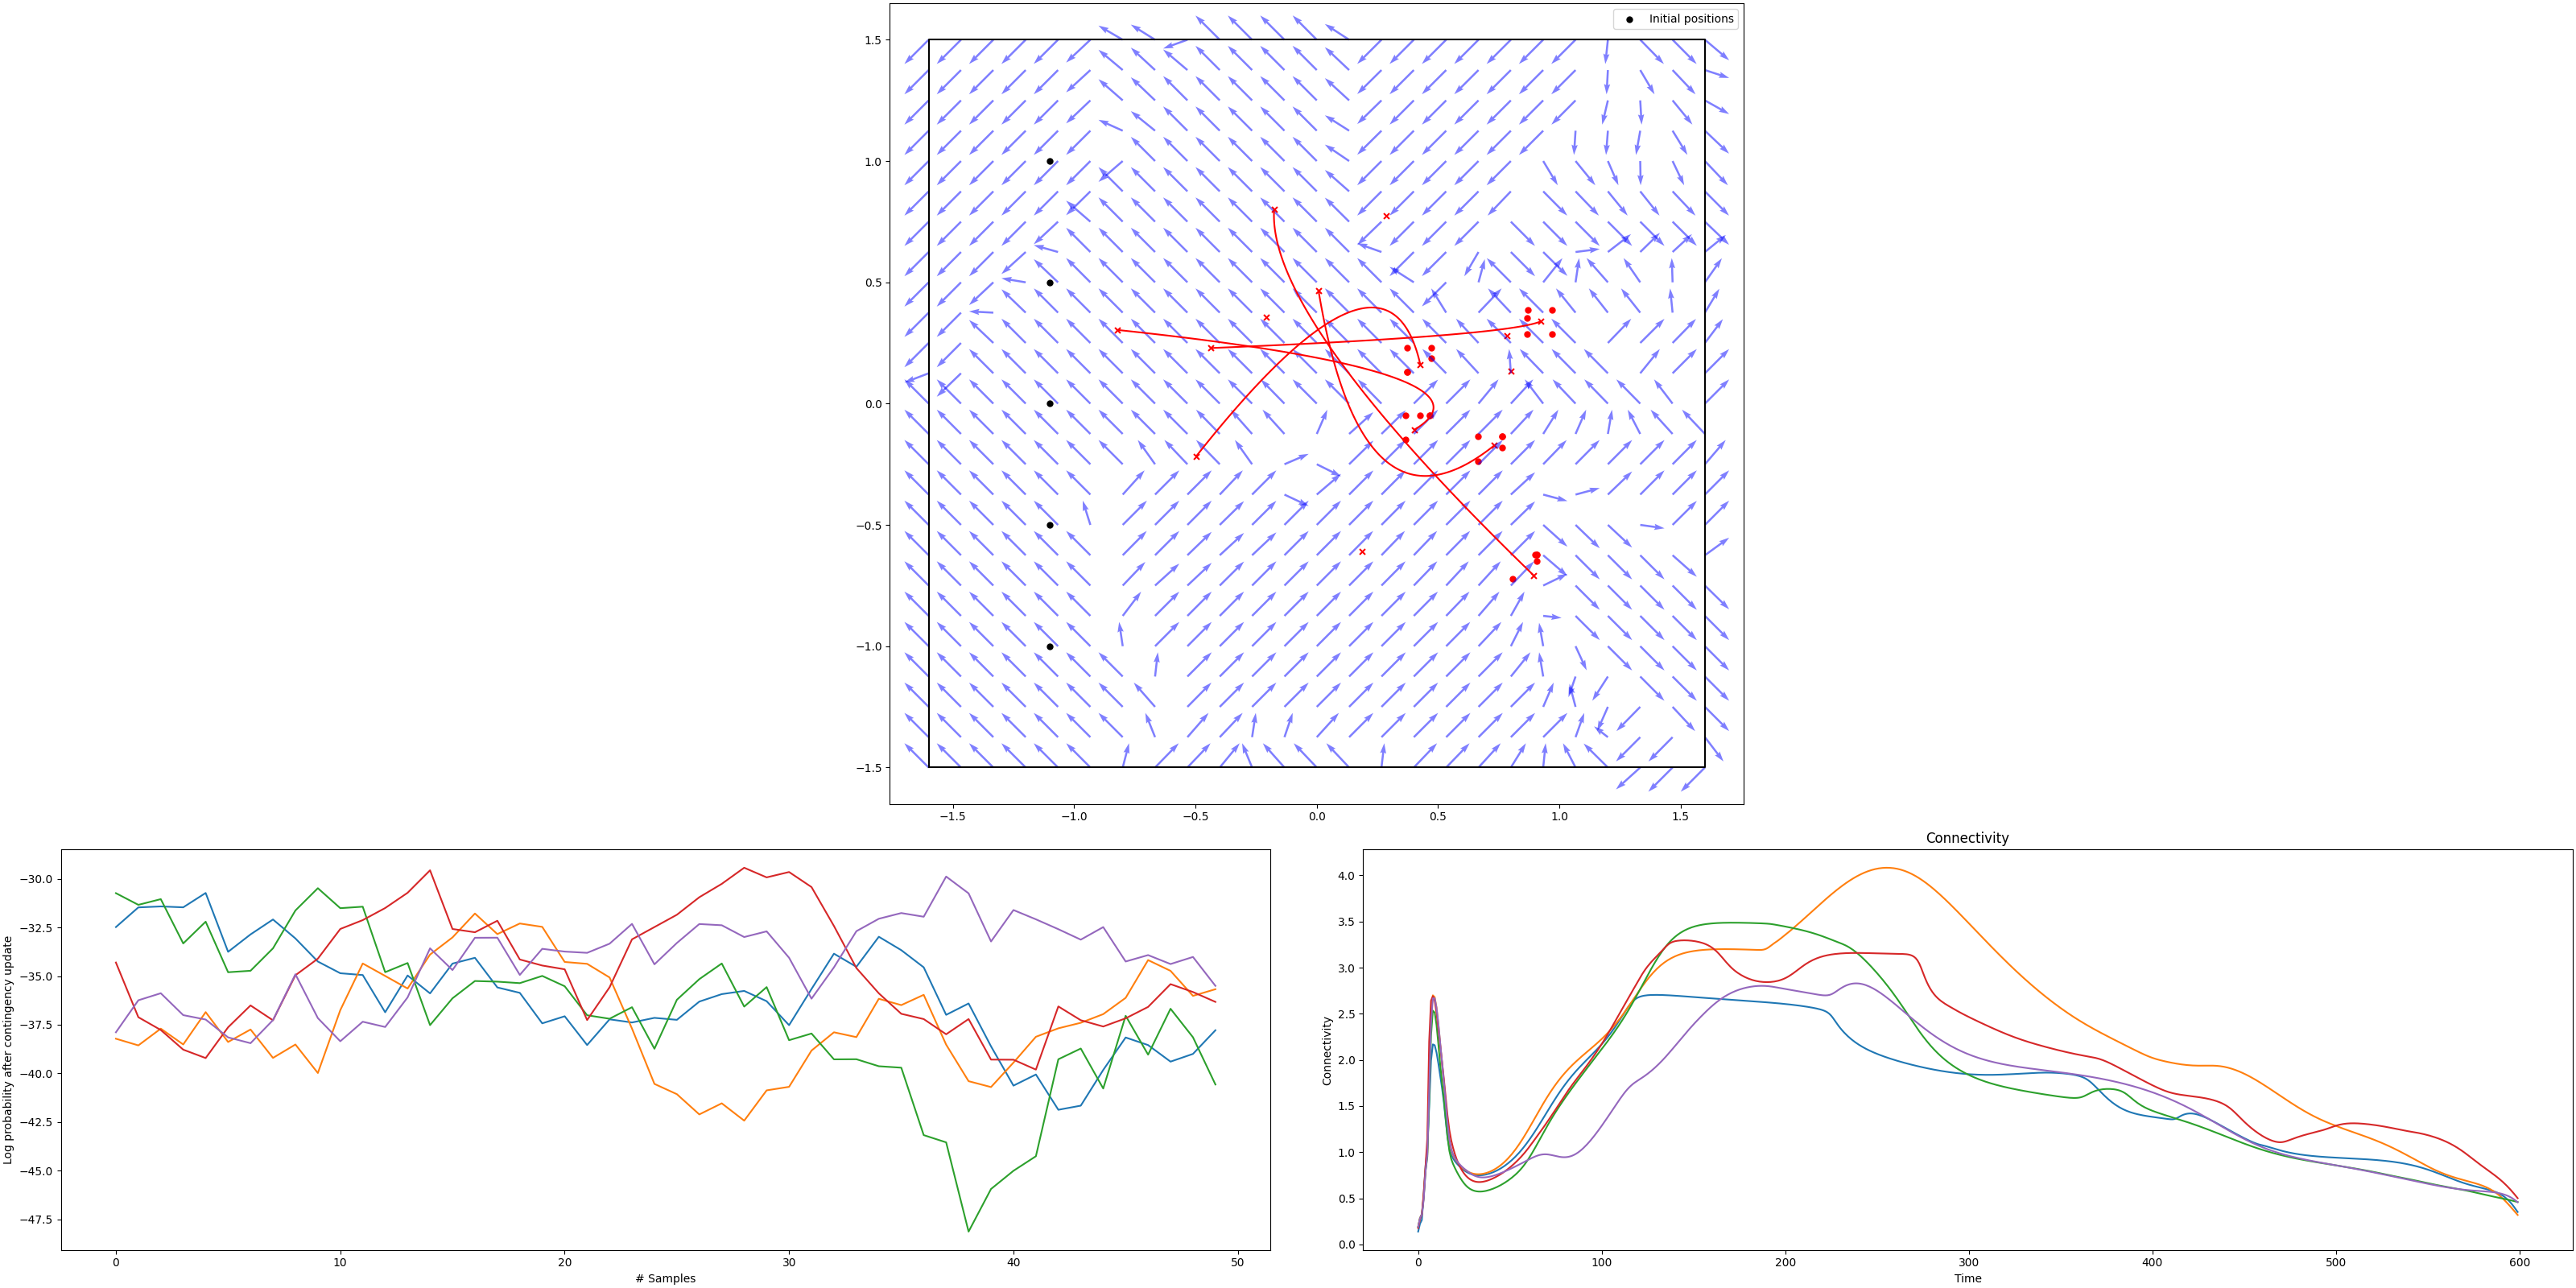 Initial positions
1.5
1.0
0.5
0.0
−0.5
−1.0
−1.5
−1.5 −1.0 −0.5 0.0 0.5 1.0 1.5
Log probability after contingency update
−30.0
−32.5
−35.0
−37.5
−40.0
−42.5
−45.0
−47.5
0 10 20 30 40 50
# Samples
Connectivity
Connectivity
4.0
3.5
3.0
2.5
2.0
1.5
1.0
0.5
0.0
0 100 200 300 400 500 600
Time